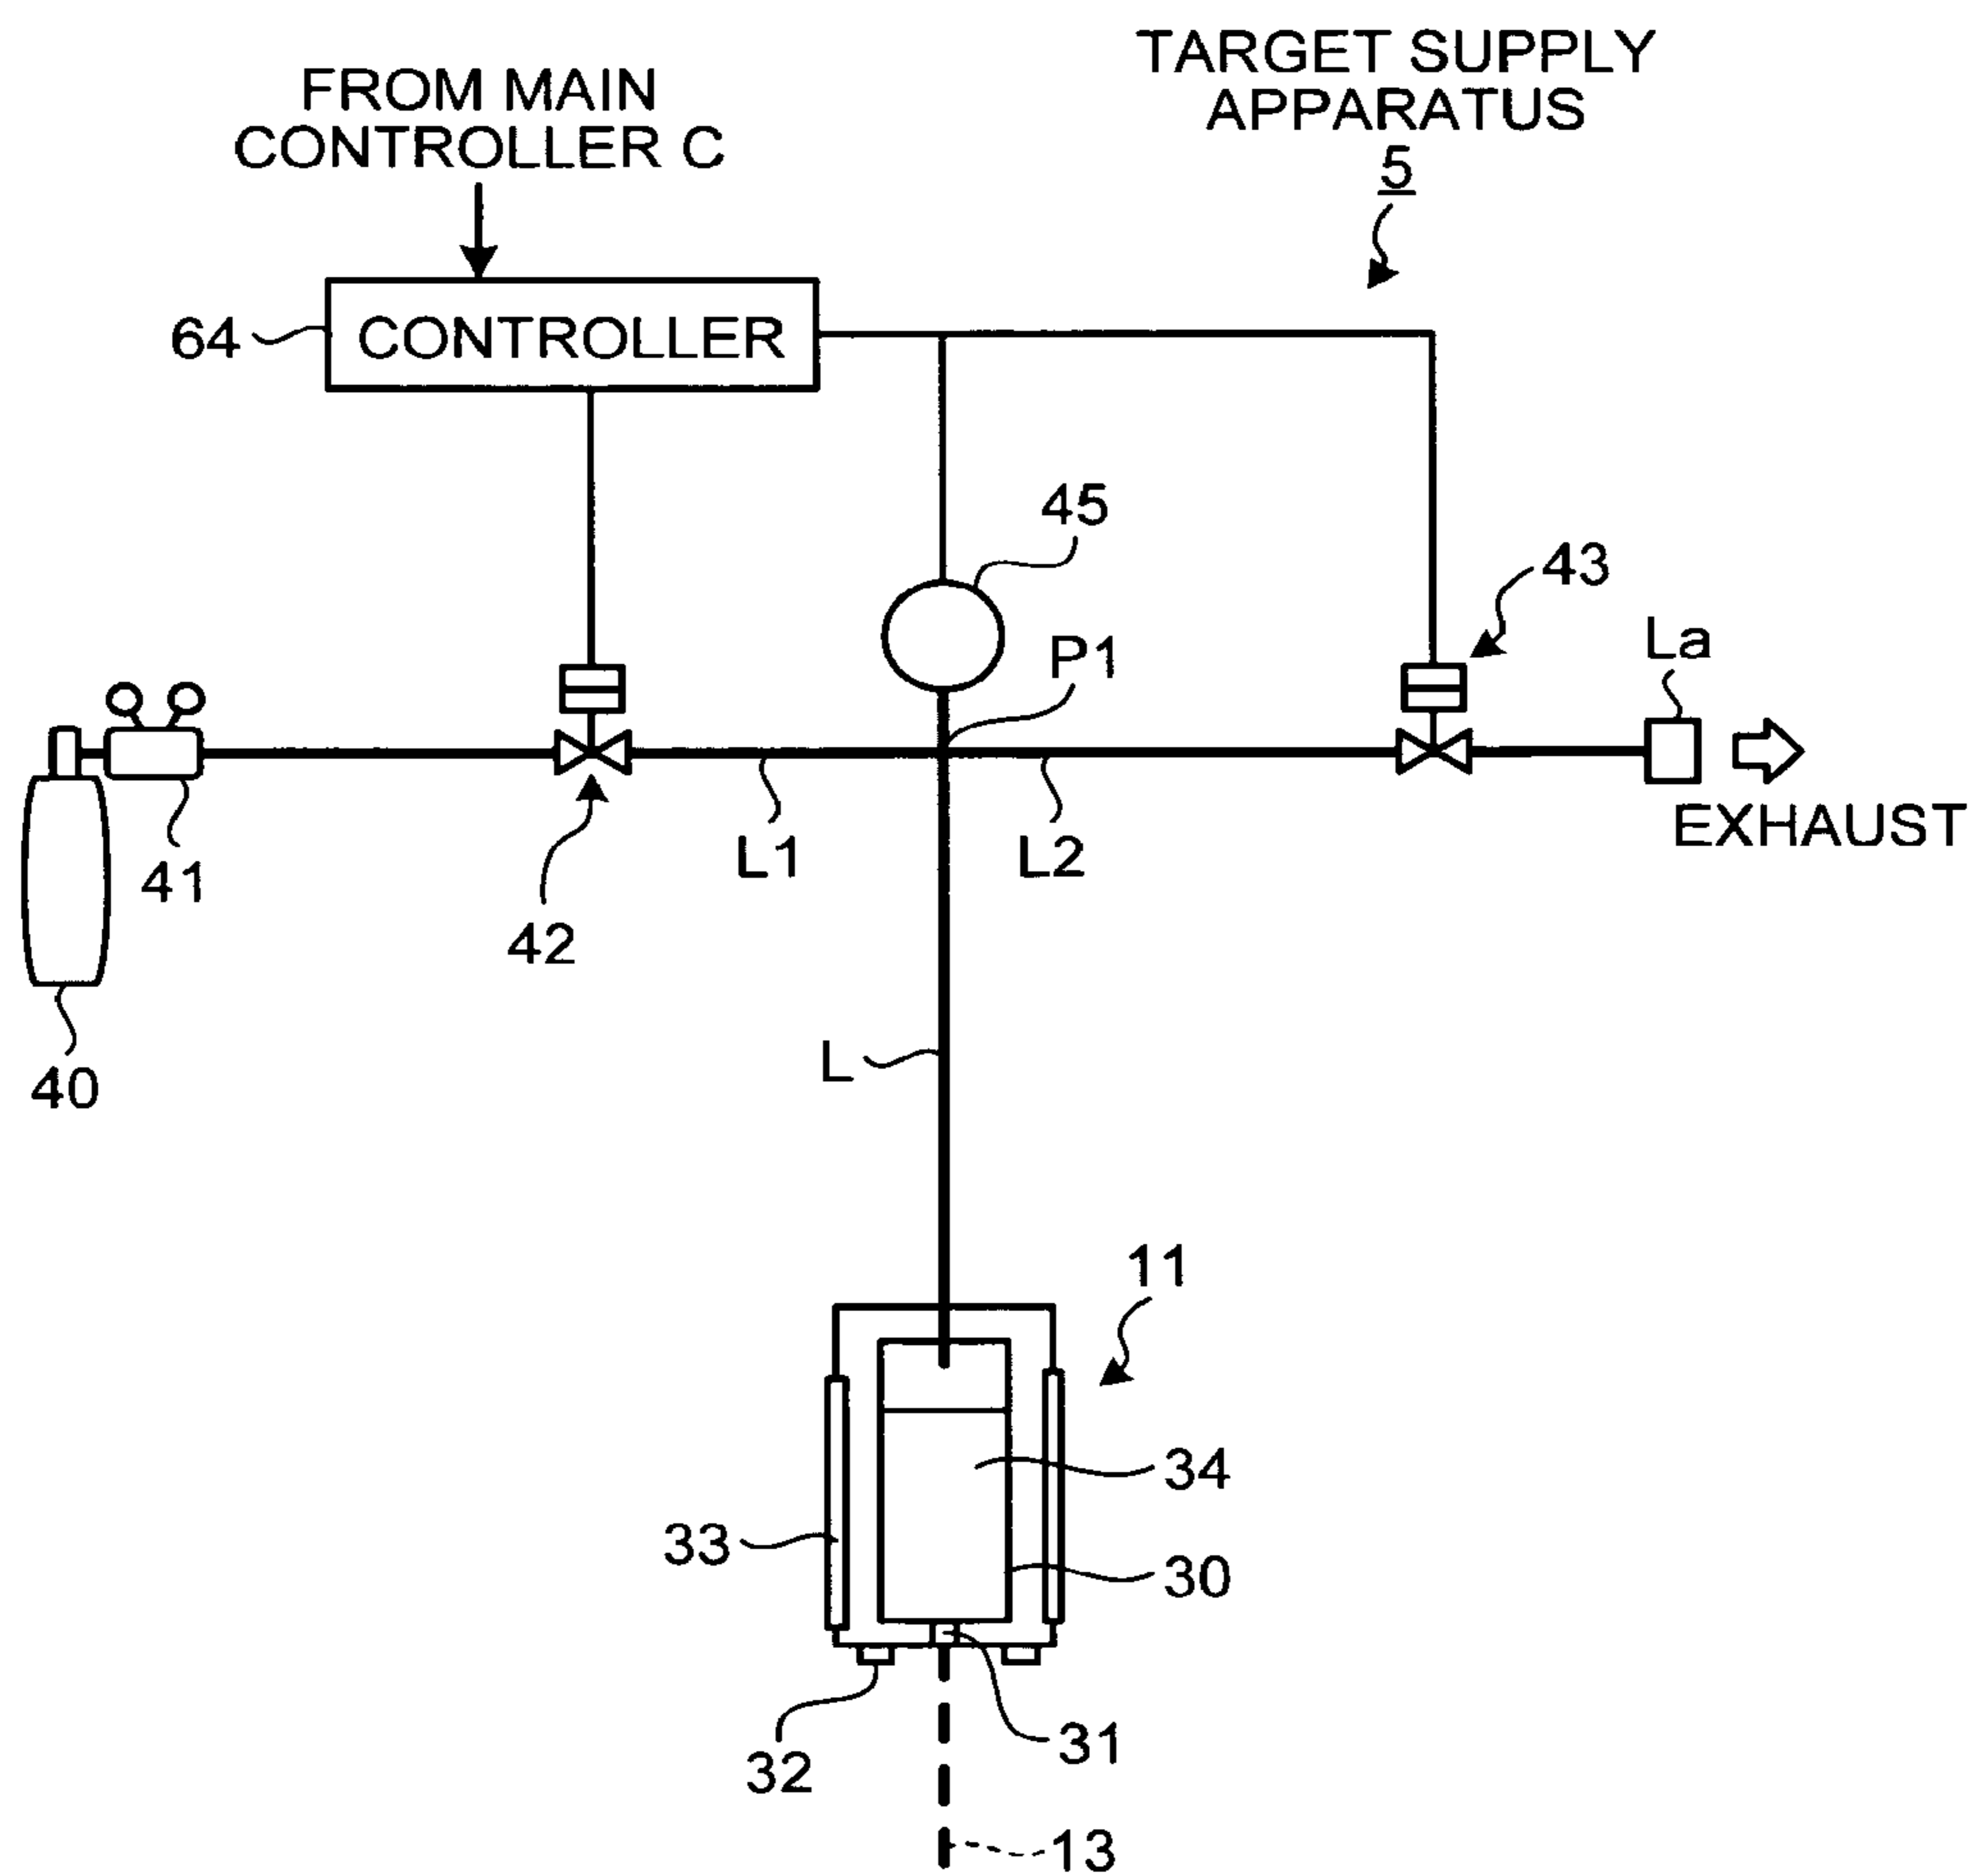 TARGET SUPPLY
APPARATUS
5
FROM MAIN
CONTROLLER C
64
CONTROLLER
45
43
P1
La
EXHAUST
41
L1
L2
42
40
L
11
34
33
30
31
32
13